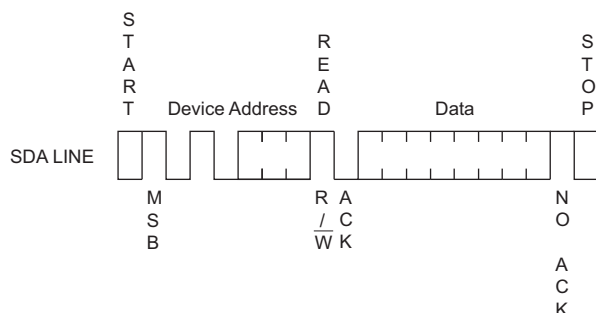 START
READ
STOP
Device Address
Data
SDA LINE
MSB
R/W
ACK
NO ACK